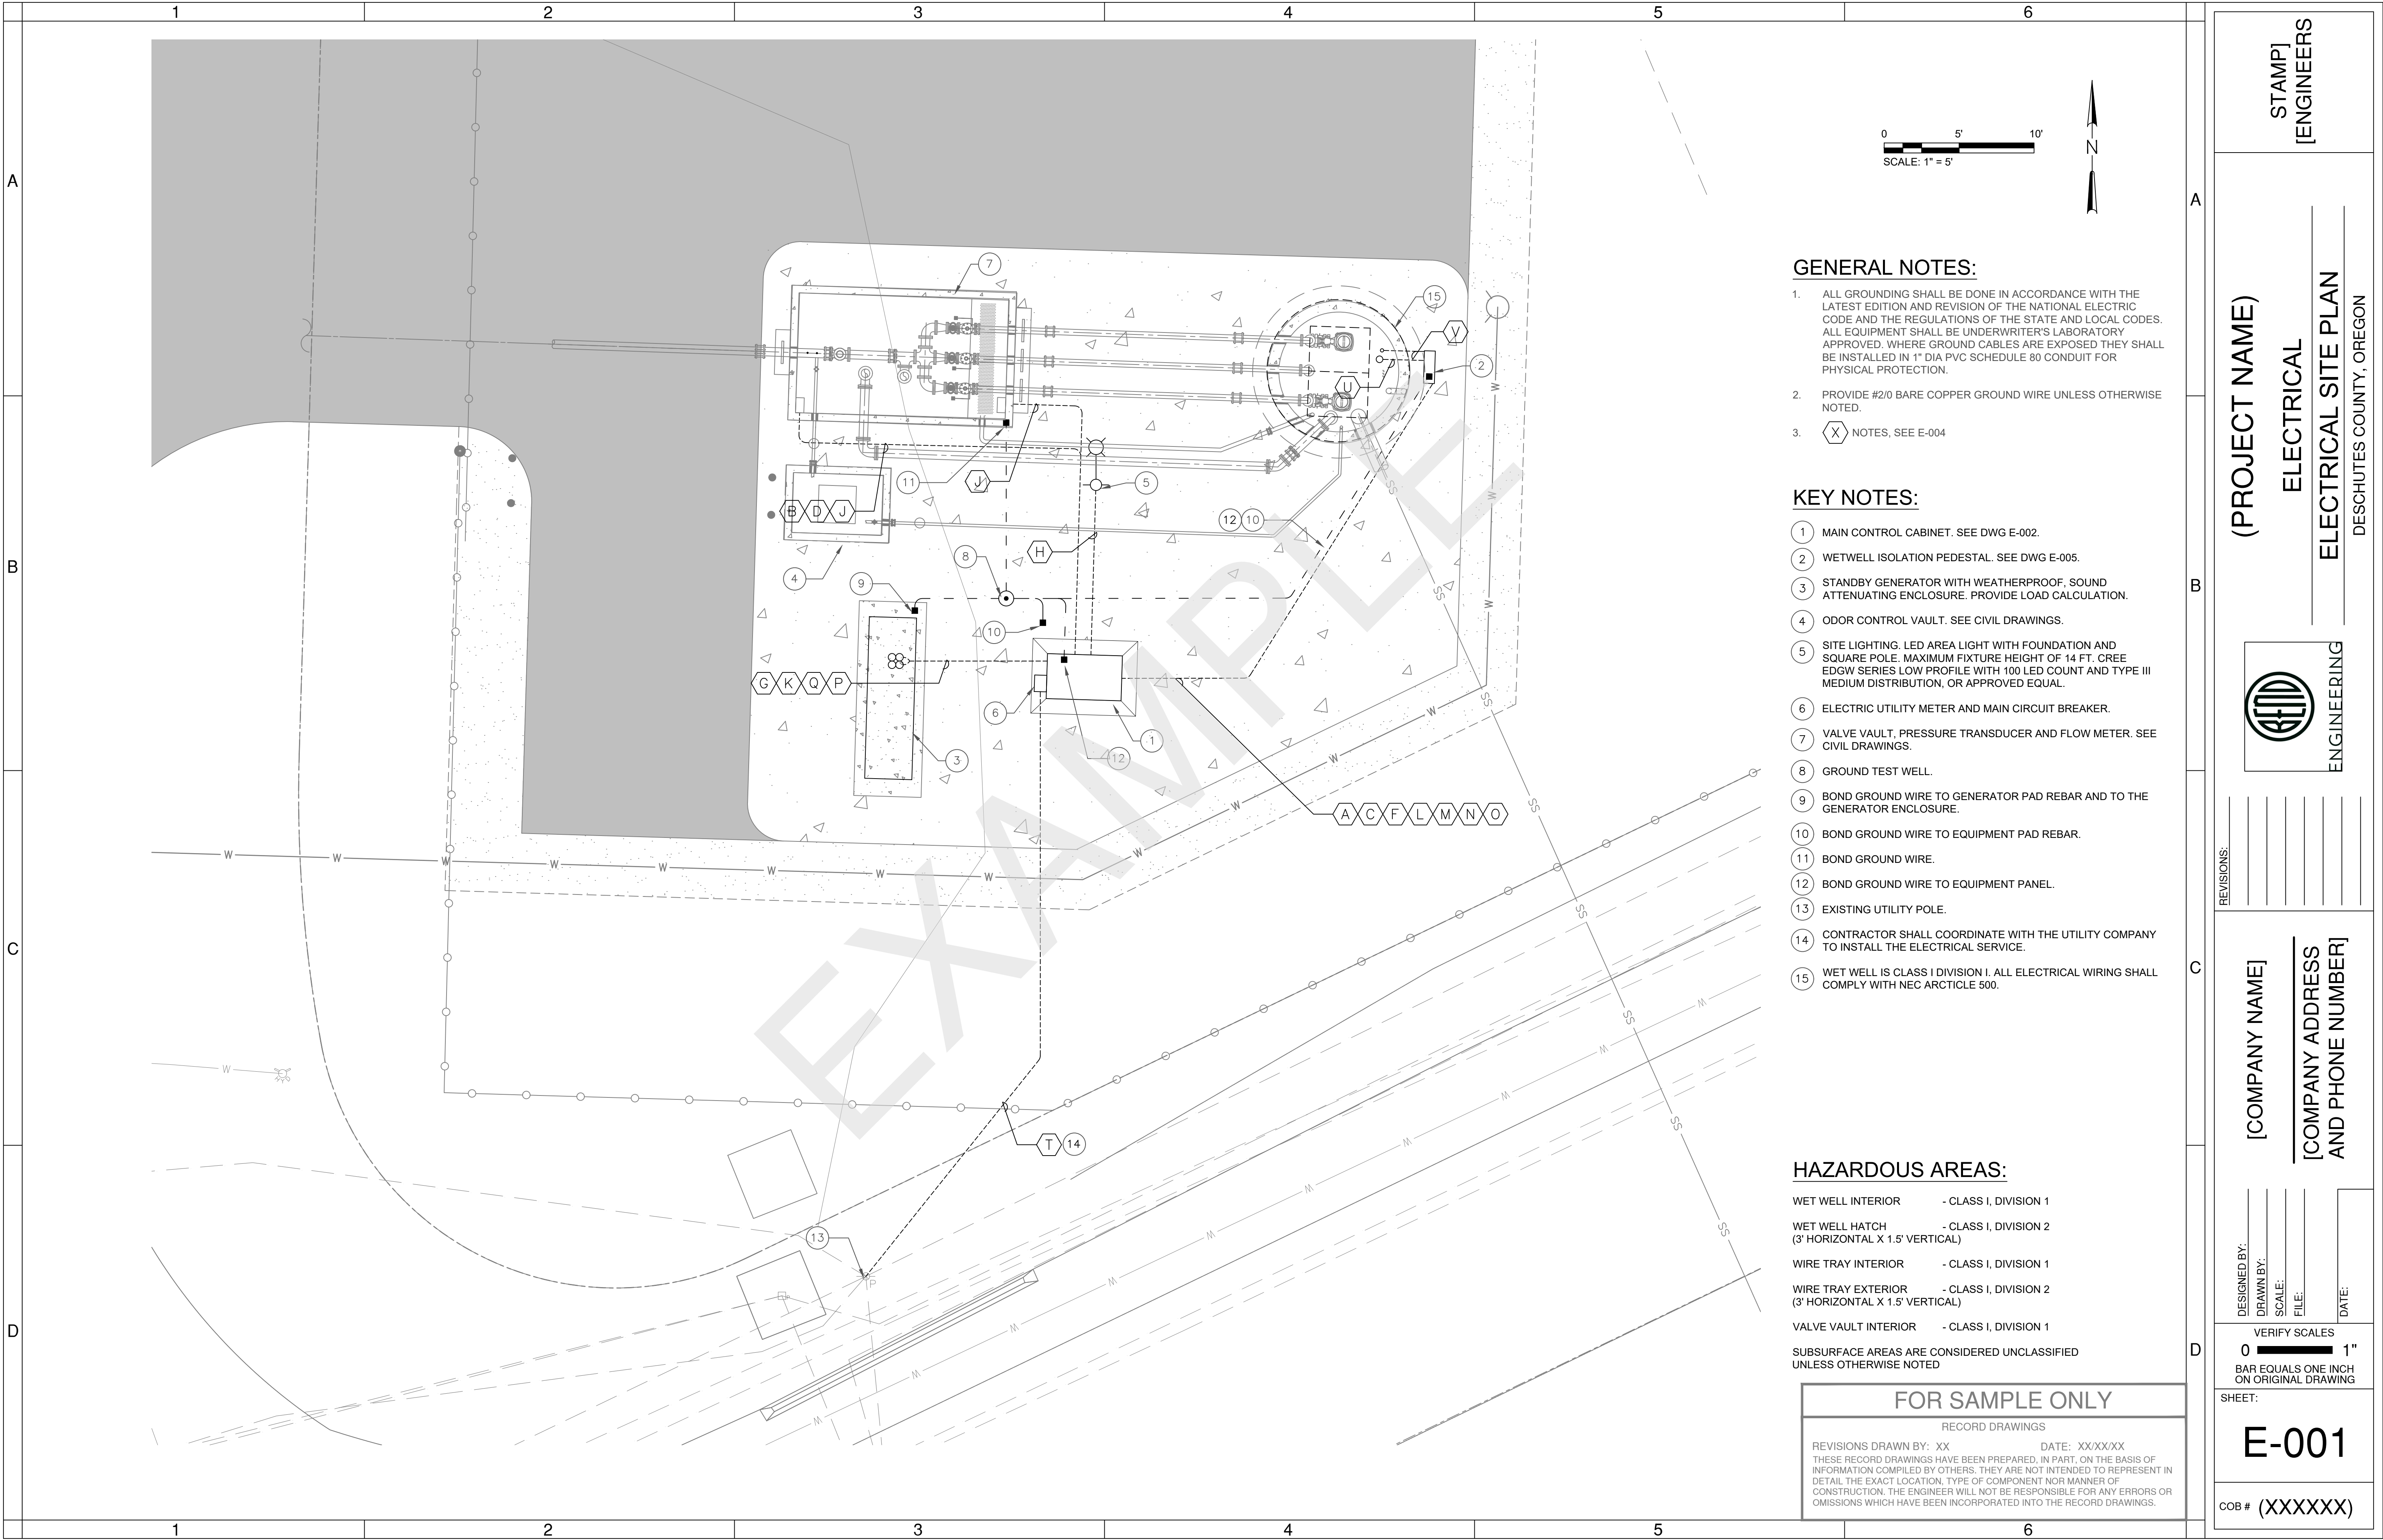 1 2 3 4 5 6
A
B
C
D
A
B
C
D
1 2 3 4 5 6
7
15
V
2
U
11
J
5
B D J
12 10
H
8
4
9
10
G K Q P
6
1
12
3
A C F L M N O
T 14
13
P
W W W W W W W W
W W W W
W W W
W
W W W W W W W W
SS SS SS SS SS SS SS SS
EXAMPLE
0 5' 10'
SCALE: 1" = 5'
N
GENERAL NOTES:
1. ALL GROUNDING SHALL BE DONE IN ACCORDANCE WITH THE
LATEST EDITION AND REVISION OF THE NATIONAL ELECTRIC
CODE AND THE REGULATIONS OF THE STATE AND LOCAL CODES.
ALL EQUIPMENT SHALL BE UNDERWRITER'S LABORATORY
APPROVED. WHERE GROUND CABLES ARE EXPOSED THEY SHALL
BE INSTALLED IN 1" DIA PVC SCHEDULE 80 CONDUIT FOR
PHYSICAL PROTECTION.
2. PROVIDE #2/0 BARE COPPER GROUND WIRE UNLESS OTHERWISE
NOTED.
3. X NOTES, SEE E-004
KEY NOTES:
1 MAIN CONTROL CABINET. SEE DWG E-002.
2 WETWELL ISOLATION PEDESTAL. SEE DWG E-005.
3 STANDBY GENERATOR WITH WEATHERPROOF, SOUND
ATTENUATING ENCLOSURE. PROVIDE LOAD CALCULATION.
4 ODOR CONTROL VAULT. SEE CIVIL DRAWINGS.
5 SITE LIGHTING. LED AREA LIGHT WITH FOUNDATION AND
SQUARE POLE. MAXIMUM FIXTURE HEIGHT OF 14 FT. CREE
EDGW SERIES LOW PROFILE WITH 100 LED COUNT AND TYPE III
MEDIUM DISTRIBUTION, OR APPROVED EQUAL.
6 ELECTRIC UTILITY METER AND MAIN CIRCUIT BREAKER.
7 VALVE VAULT, PRESSURE TRANSDUCER AND FLOW METER. SEE
CIVIL DRAWINGS.
8 GROUND TEST WELL.
9 BOND GROUND WIRE TO GENERATOR PAD REBAR AND TO THE
GENERATOR ENCLOSURE.
10 BOND GROUND WIRE TO EQUIPMENT PAD REBAR.
11 BOND GROUND WIRE.
12 BOND GROUND WIRE TO EQUIPMENT PANEL.
13 EXISTING UTILITY POLE.
14 CONTRACTOR SHALL COORDINATE WITH THE UTILITY COMPANY
TO INSTALL THE ELECTRICAL SERVICE.
15 WET WELL IS CLASS I DIVISION I. ALL ELECTRICAL WIRING SHALL
COMPLY WITH NEC ARCTICLE 500.
HAZARDOUS AREAS:
WET WELL INTERIOR - CLASS I, DIVISION 1
WET WELL HATCH - CLASS I, DIVISION 2
(3' HORIZONTAL X 1.5' VERTICAL)
WIRE TRAY INTERIOR - CLASS I, DIVISION 1
WIRE TRAY EXTERIOR - CLASS I, DIVISION 2
(3' HORIZONTAL X 1.5' VERTICAL)
VALVE VAULT INTERIOR - CLASS I, DIVISION 1
SUBSURFACE AREAS ARE CONSIDERED UNCLASSIFIED
UNLESS OTHERWISE NOTED
FOR SAMPLE ONLY
RECORD DRAWINGS
REVISIONS DRAWN BY: XX DATE: XX/XX/XX
THESE RECORD DRAWINGS HAVE BEEN PREPARED, IN PART, ON THE BASIS OF
INFORMATION COMPILED BY OTHERS. THEY ARE NOT INTENDED TO REPRESENT IN
DETAIL THE EXACT LOCATION, TYPE OF COMPONENT NOR MANNER OF
CONSTRUCTION. THE ENGINEER WILL NOT BE RESPONSIBLE FOR ANY ERRORS OR
OMISSIONS WHICH HAVE BEEN INCORPORATED INTO THE RECORD DRAWINGS.
STAMP]
[ENGINEERS
(PROJECT NAME)
ELECTRICAL
ELECTRICAL SITE PLAN
DESCHUTES COUNTY, OREGON
ENGINEERING
REVISIONS:
[COMPANY NAME]
[COMPANY ADDRESS
AND PHONE NUMBER]
DESIGNED BY:
DRAWN BY:
SCALE:
FILE:
DATE:
VERIFY SCALES
0 1"
BAR EQUALS ONE INCH
ON ORIGINAL DRAWING
SHEET:
E-001
COB # (XXXXXX)